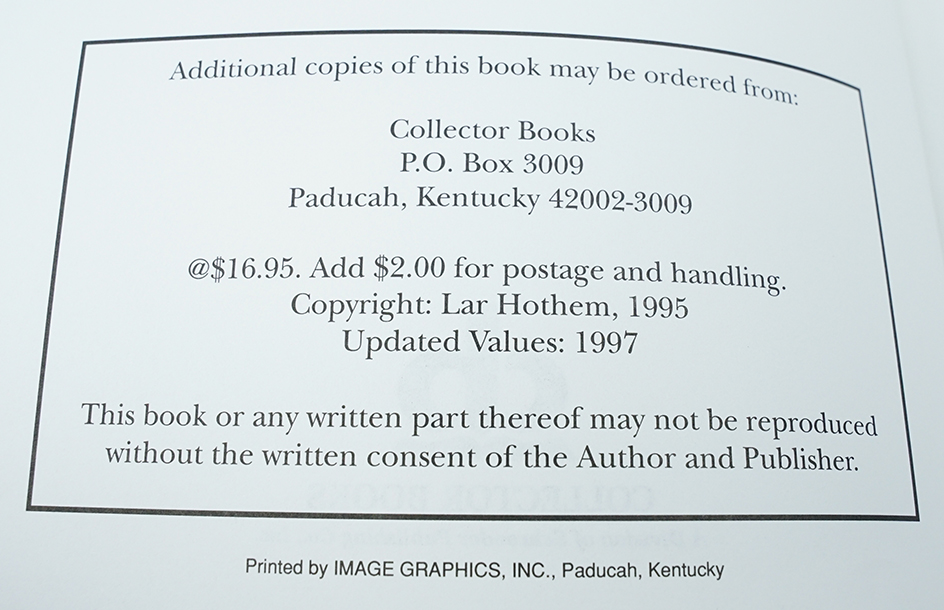 Additional copies of this book may be ordered from:
Collector Books
P.O. Box 3009
Paducah, Kentucky 42002-3009
@$16.95. Add $2.00 for postage and handling.
Copyright: Lar Hothem, 1995
Updated Values: 1997
This book or any written part thereof may not be reproduced
without the written consent of the Author and Publisher.
Printed by IMAGE GRAPHICS, INC., Paducah, Kentucky